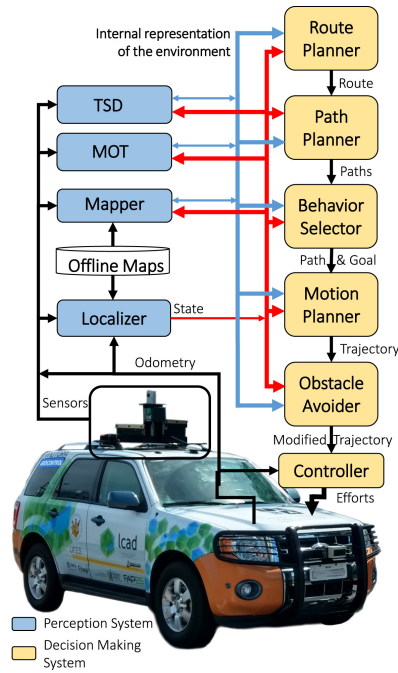 Internal representation
of the environment
Route
Planner
Route
TSD
Path
Planner
MOT
Paths
Mapper
Behavior
Selector
Offline Maps
Path & Goal
Motion
Planner
State
Localizer
Trajectory
Odometry
Obstacle
Avoider
Sensors
Modified Trajectory
Controller
Efforts
lcad
UFES
Perception System
Decision Making
System